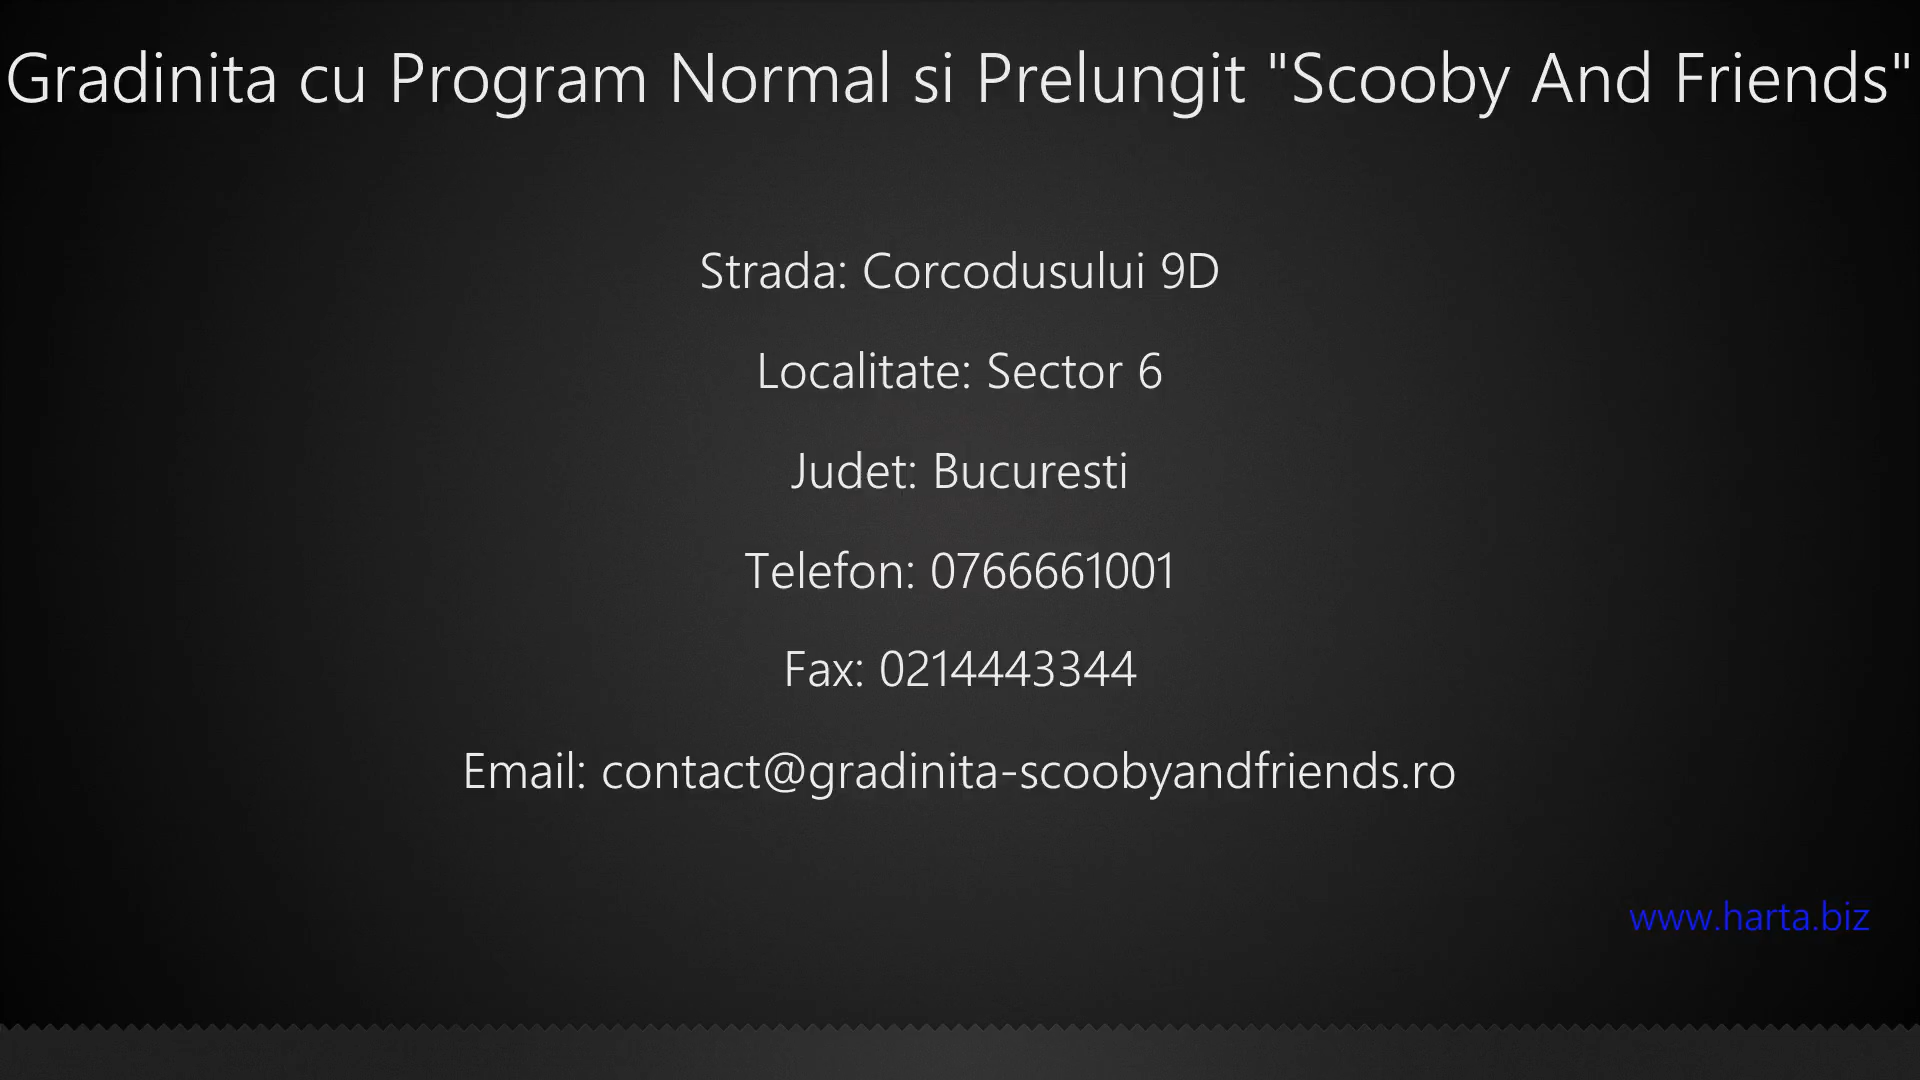 Gradinita cu Program Normal si Prelungit "Scooby And Friends"
Strada: Corcodusului 9D
Localitate: Sector 6
Judet: Bucuresti
Telefon: 0766661001
Fax: 0214443344
Email: contact@gradinita-scoobyandfriends.ro
www.harta.biz